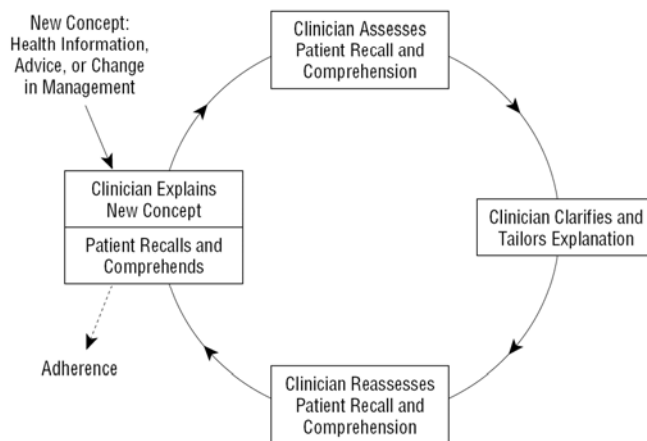 New Concept:
Health Information,
Advice, or Change
in Management
Clinician Assesses
Patient Recall and
Comprehension
Clinician Explains
New Concept
Patient Recalls and
Comprehends
Clinician Clarifies and
Tailors Explanation
Adherence
Clinician Reassesses
Patient Recall and
Comprehension